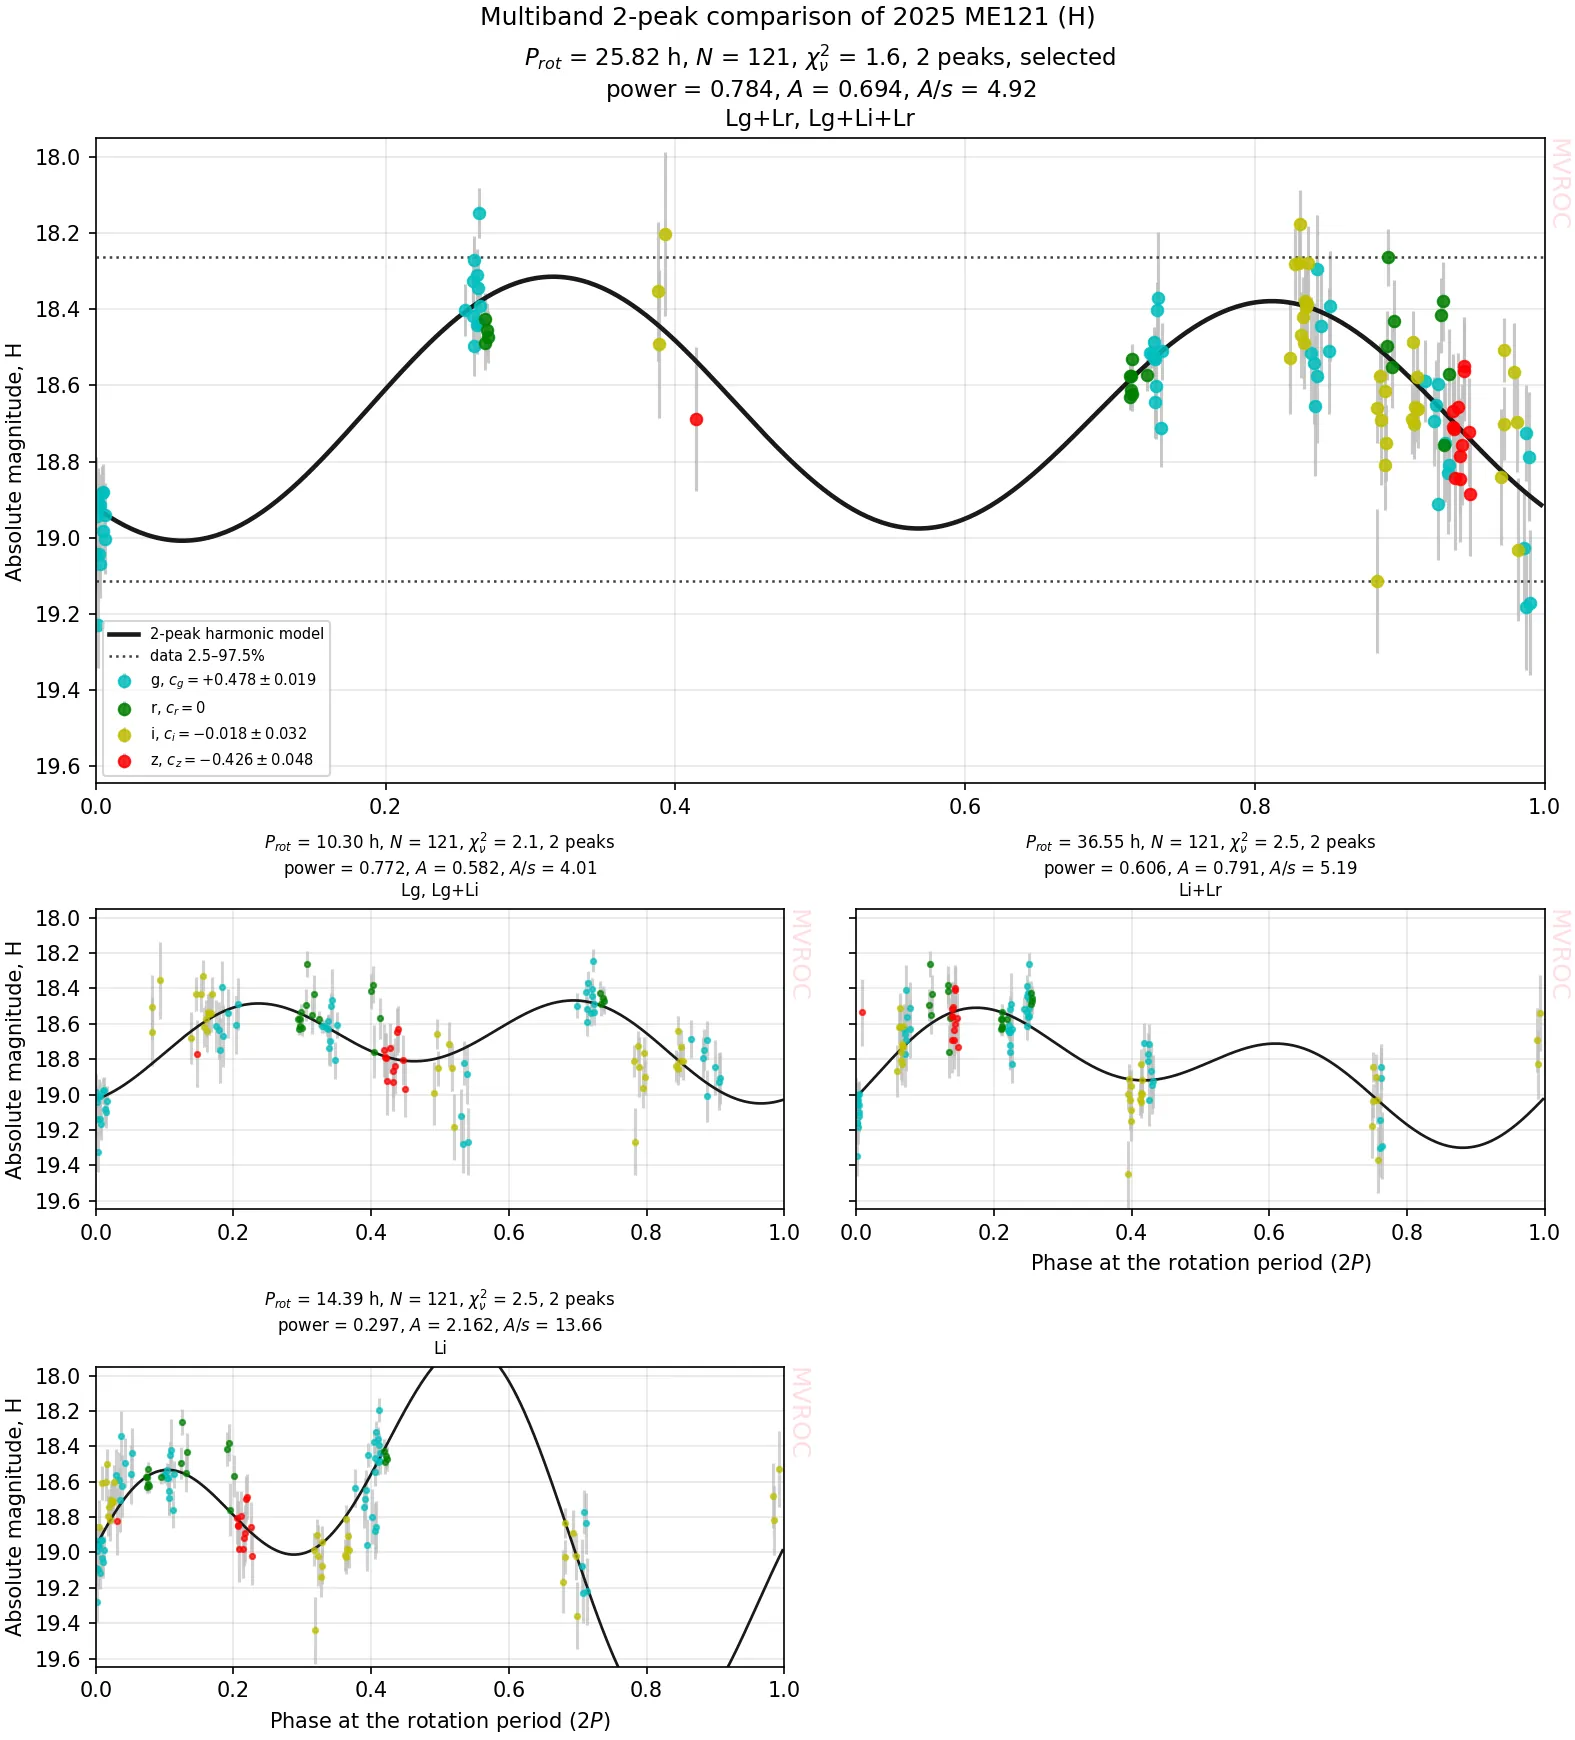 Multiband 2-peak comparison of 2025 ME121 (H)
P_rot = 25.82 h, N = 121, χ²_ν = 1.6, 2 peaks, selected
power = 0.784, A = 0.694, A/s = 4.92
Lg+Lr, Lg+Li+Lr
18.0
18.2
18.4
18.6
18.8
19.0
19.2
19.4
19.6
Absolute magnitude, H
MVROC
2-peak harmonic model
data 2.5–97.5%
g, c_g = +0.478 ± 0.019
r, c_r = 0
i, c_i = −0.018 ± 0.032
z, c_z = −0.426 ± 0.048
0.0 0.2 0.4 0.6 0.8 1.0
P_rot = 10.30 h, N = 121, χ²_ν = 2.1, 2 peaks
power = 0.772, A = 0.582, A/s = 4.01
Lg, Lg+Li
18.0
18.2
18.4
18.6
18.8
19.0
19.2
19.4
19.6
Absolute magnitude, H
MVROC
0.0 0.2 0.4 0.6 0.8 1.0
P_rot = 36.55 h, N = 121, χ²_ν = 2.5, 2 peaks
power = 0.606, A = 0.791, A/s = 5.19
Li+Lr
MVROC
0.0 0.2 0.4 0.6 0.8 1.0
Phase at the rotation period (2P)
P_rot = 14.39 h, N = 121, χ²_ν = 2.5, 2 peaks
power = 0.297, A = 2.162, A/s = 13.66
Li
18.0
18.2
18.4
18.6
18.8
19.0
19.2
19.4
19.6
Absolute magnitude, H
MVROC
0.0 0.2 0.4 0.6 0.8 1.0
Phase at the rotation period (2P)